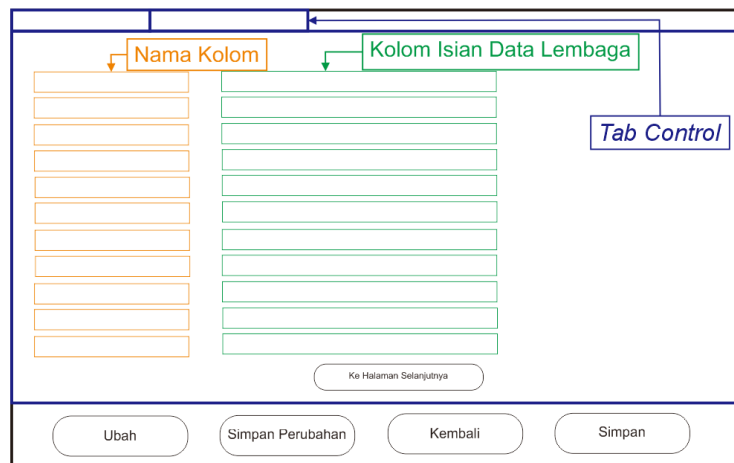 Nama Kolom
Kolom Isian Data Lembaga
Tab Control
Ke Halaman Selanjutnya
Ubah
Simpan Perubahan
Kembali
Simpan